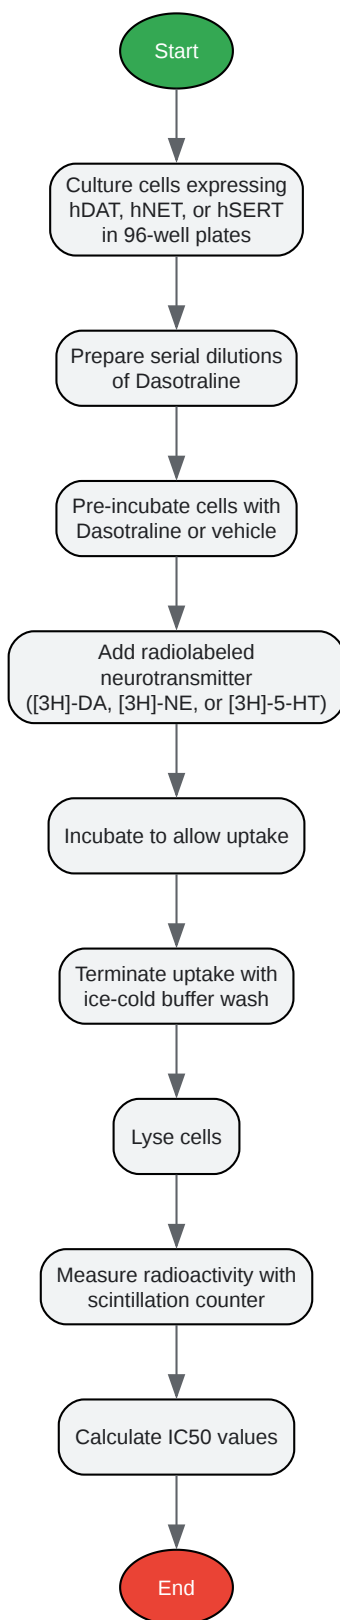 Start
Culture cells expressing
hDAT, hNET, or hSERT
in 96-well plates
Prepare serial dilutions
of Dasotraline
Pre-incubate cells with
Dasotraline or vehicle
Add radiolabeled
neurotransmitter
([3H]-DA, [3H]-NE, or [3H]-5-HT)
Incubate to allow uptake
Terminate uptake with
ice-cold buffer wash
Lyse cells
Measure radioactivity with
scintillation counter
Calculate IC50 values
End